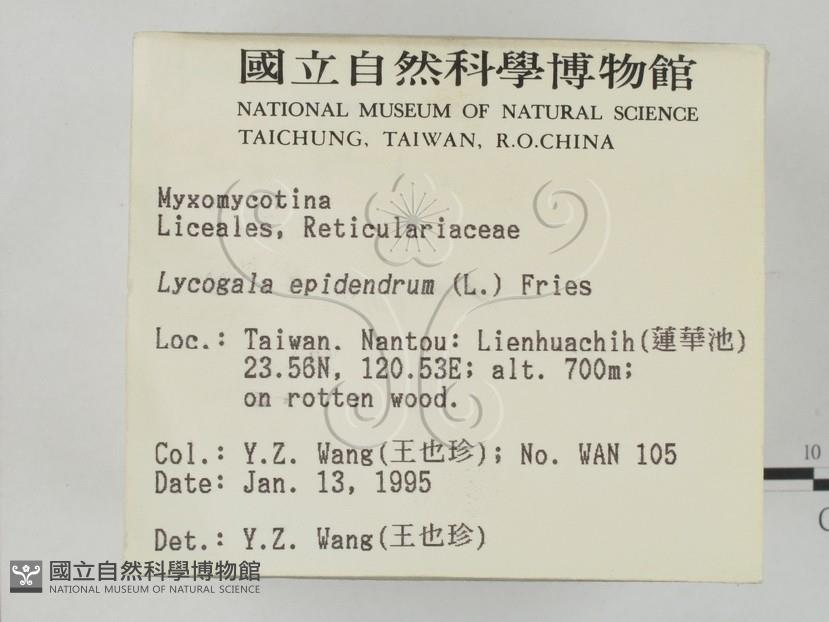 國立自然科學博物館
NATIONAL MUSEUM OF NATURAL SCIENCE
TAICHUNG, TAIWAN, R.O.CHINA
Myxomycotina
Liceales, Reticulariaceae
Lycogala epidendrum (L.) Fries
Loc.: Taiwan. Nantou: Lienhuachih(蓮華池)
23.56N, 120.53E; alt. 700m;
on rotten wood.
Col.: Y.Z. Wang(王也珍); No. WAN 105
Date: Jan. 13, 1995
Det.: Y.Z. Wang(王也珍)
10
國立自然科學博物館
NATIONAL MUSEUM OF NATURAL SCIENCE